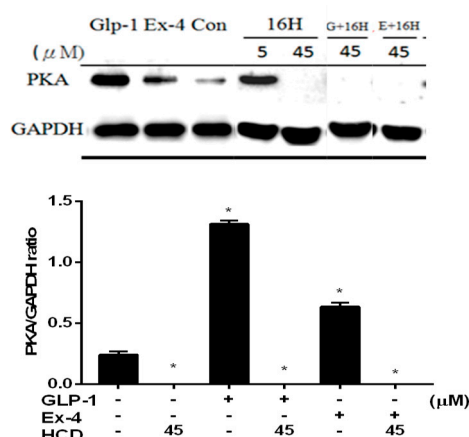 Glp-1 Ex-4 Con 16H G+16H E+16H
(μM) 5 45 45 45
PKA
GAPDH
1.5
1.0
0.5
0.0
PKA/GAPDH ratio
* * * * *
GLP-1 - - + + - - (μM)
Ex-4 - - - - + +
HCD - 45 - 45 - 45